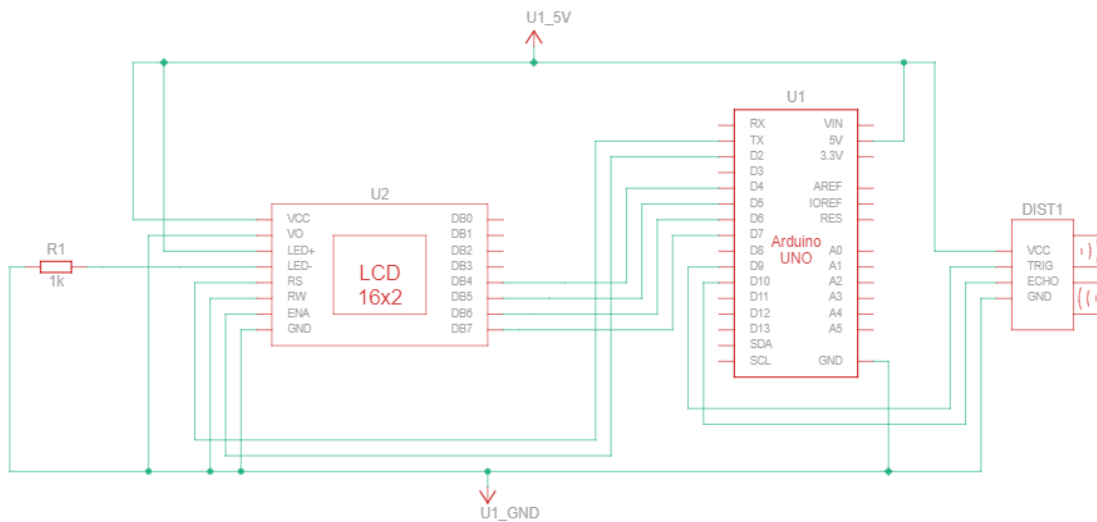 U1_5V
U1
RX
TX
D2
D3
D4
D5
D6
D7
D8
D9
D10
D11
D12
D13
SDA
SCL
VIN
5V
3.3V
AREF
IOREF
RES
A0
A1
A2
A3
A4
A5
GND
Arduino
UNO
U2
VCC
VO
LED+
LED-
RS
RW
ENA
GND
LCD
16x2
DB0
DB1
DB2
DB3
DB4
DB5
DB6
DB7
R1
1k
DIST1
VCC
TRIG
ECHO
GND
U1_GND